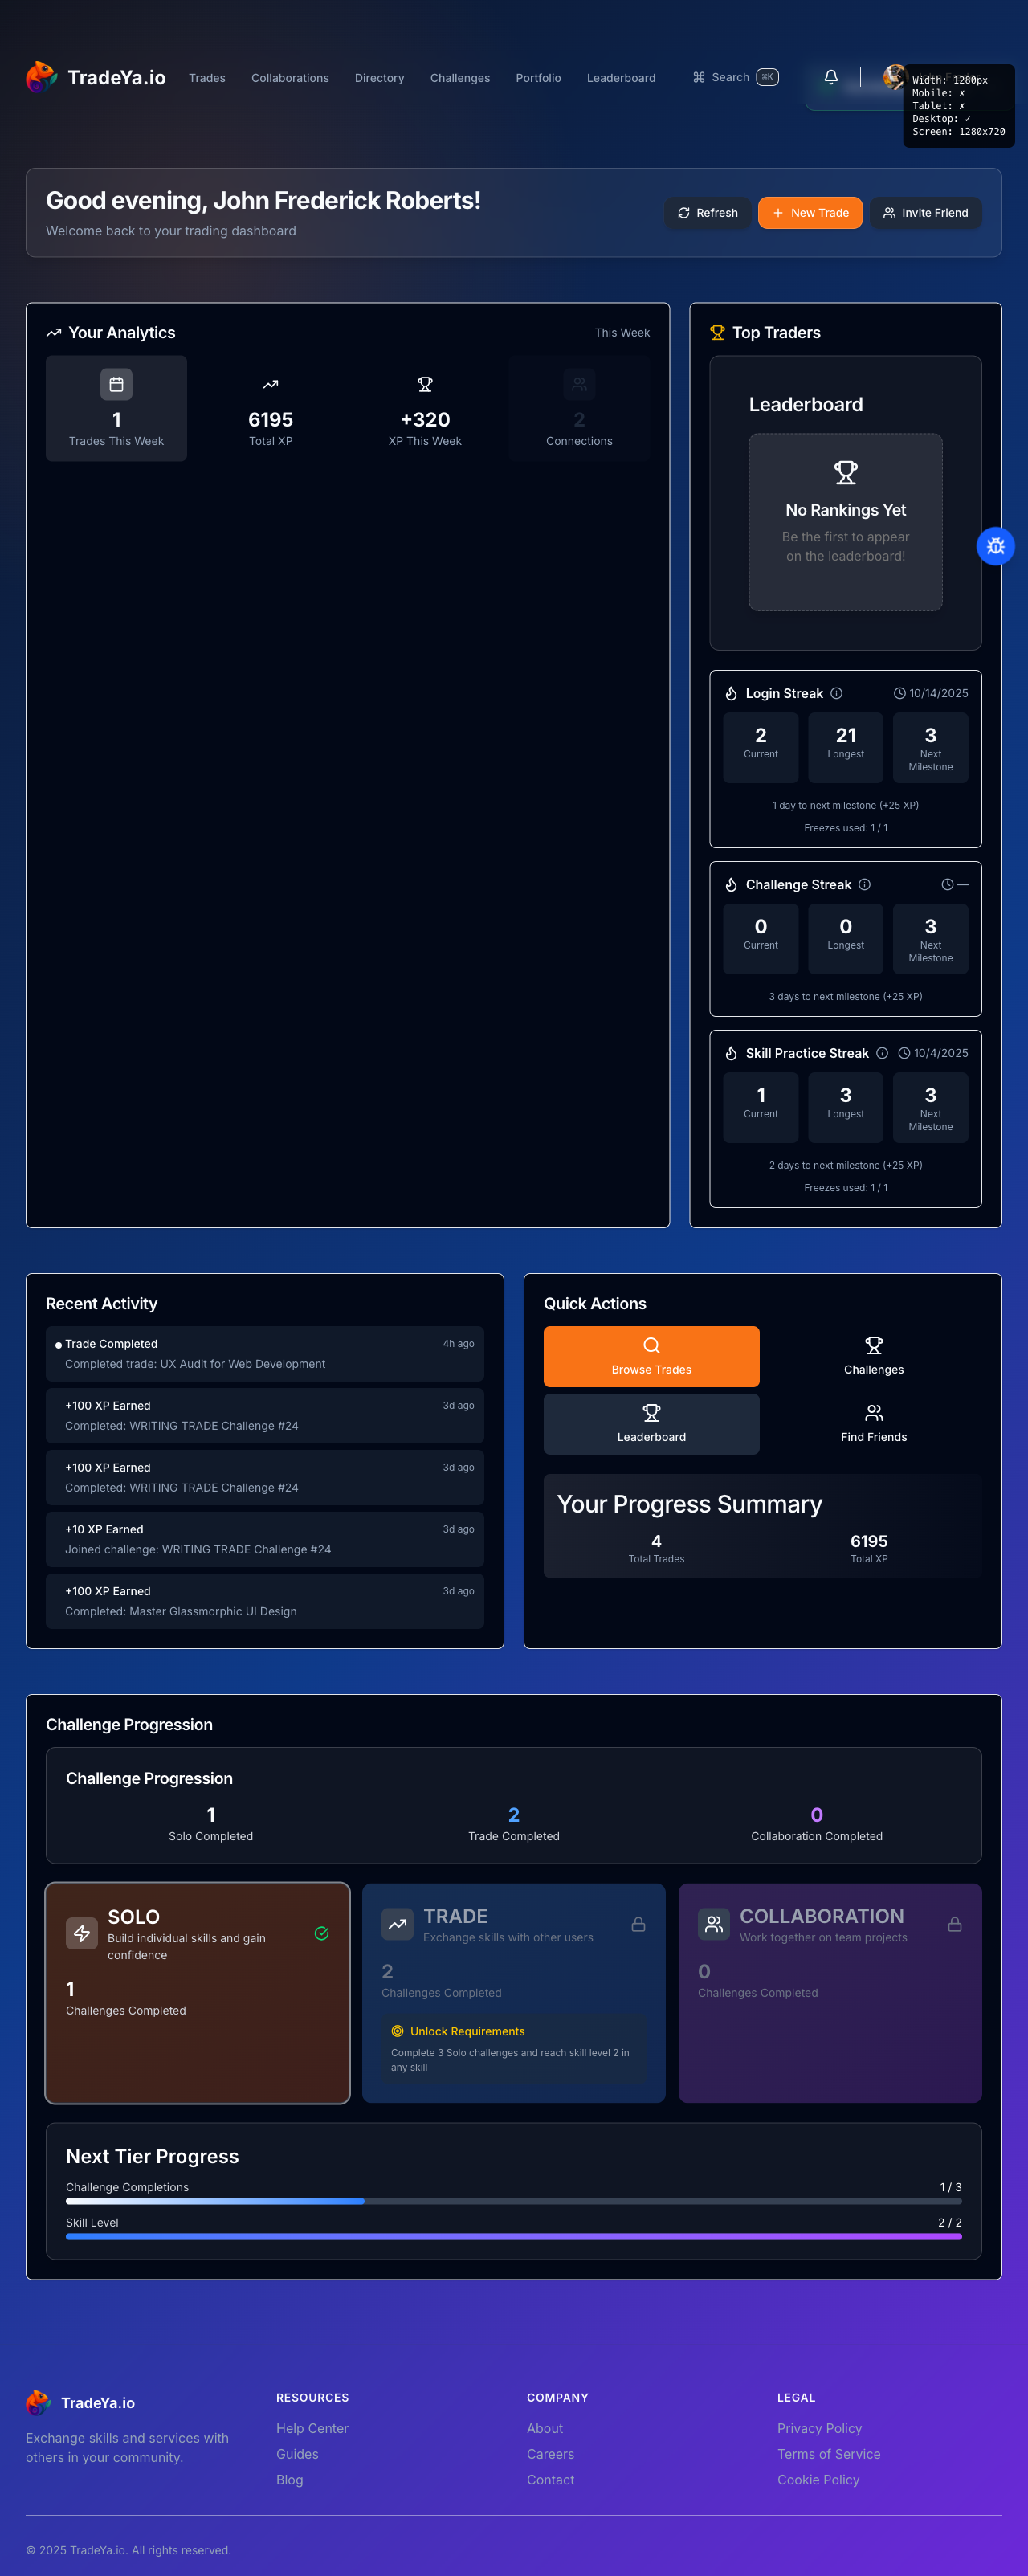 TradeYa.io
Trades
Collaborations
Directory
Challenges
Portfolio
Leaderboard
Search
⌘K
Width: 1280px
Mobile: ✗
Tablet: ✗
Desktop: ✓
Screen: 1280x720
Good evening, John Frederick Roberts!
Welcome back to your trading dashboard
Refresh
New Trade
Invite Friend
Your Analytics
This Week
1
Trades This Week
6195
Total XP
+320
XP This Week
2
Connections
Top Traders
Leaderboard
No Rankings Yet
Be the first to appear
on the leaderboard!
Login Streak
10/14/2025
2
Current
21
Longest
3
Next
Milestone
1 day to next milestone (+25 XP)
Freezes used: 1 / 1
Challenge Streak
—
0
Current
0
Longest
3
Next
Milestone
3 days to next milestone (+25 XP)
Skill Practice Streak
10/4/2025
1
Current
3
Longest
3
Next
Milestone
2 days to next milestone (+25 XP)
Freezes used: 1 / 1
Recent Activity
Trade Completed
4h ago
Completed trade: UX Audit for Web Development
+100 XP Earned
3d ago
Completed: WRITING TRADE Challenge #24
+100 XP Earned
3d ago
Completed: WRITING TRADE Challenge #24
+10 XP Earned
3d ago
Joined challenge: WRITING TRADE Challenge #24
+100 XP Earned
3d ago
Completed: Master Glassmorphic UI Design
Quick Actions
Browse Trades
Challenges
Leaderboard
Find Friends
Your Progress Summary
4
Total Trades
6195
Total XP
Challenge Progression
Challenge Progression
1
Solo Completed
2
Trade Completed
0
Collaboration Completed
SOLO
Build individual skills and gain
confidence
1
Challenges Completed
TRADE
Exchange skills with other users
2
Challenges Completed
Unlock Requirements
Complete 3 Solo challenges and reach skill level 2 in
any skill
COLLABORATION
Work together on team projects
0
Challenges Completed
Next Tier Progress
Challenge Completions
1 / 3
Skill Level
2 / 2
TradeYa.io
Exchange skills and services with
others in your community.
RESOURCES
Help Center
Guides
Blog
COMPANY
About
Careers
Contact
LEGAL
Privacy Policy
Terms of Service
Cookie Policy
© 2025 TradeYa.io. All rights reserved.